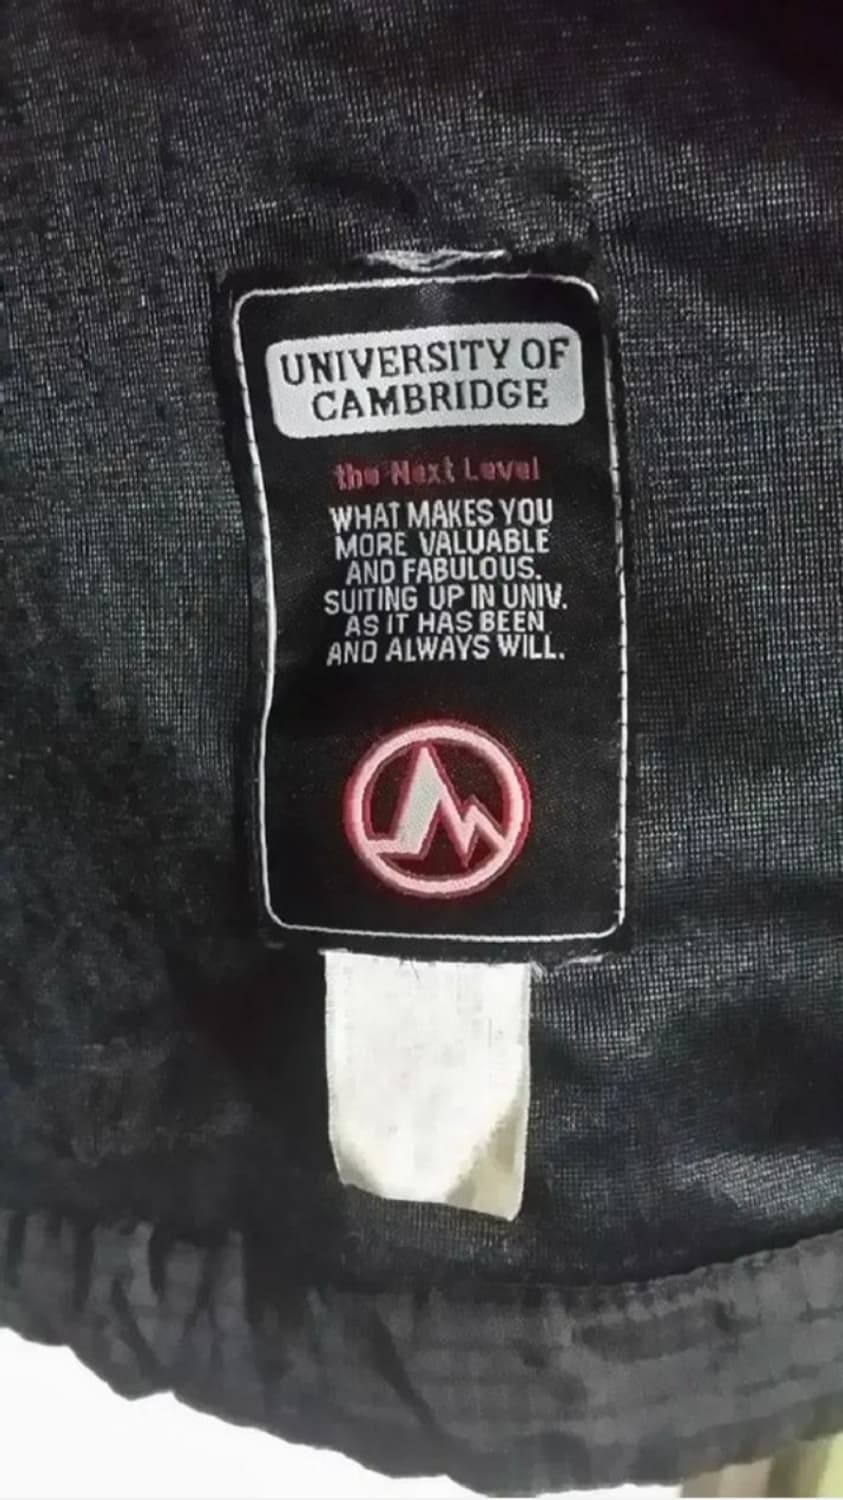 UNIVERSITY OF
CAMBRIDGE
the Next Level
WHAT MAKES YOU
MORE VALUABLE
AND FABULOUS.
SUITING UP IN UNIV.
AS IT HAS BEEN
AND ALWAYS WILL.